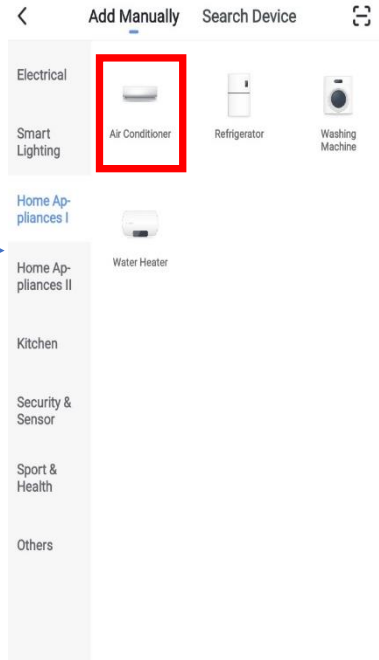 Add Manually Search Device
Electrical
Air Conditioner
Refrigerator
Washing
Machine
Smart
Lighting
Home Ap-
pliances I
Water Heater
Home Ap-
pliances II
Kitchen
Security &
Sensor
Sport &
Health
Others